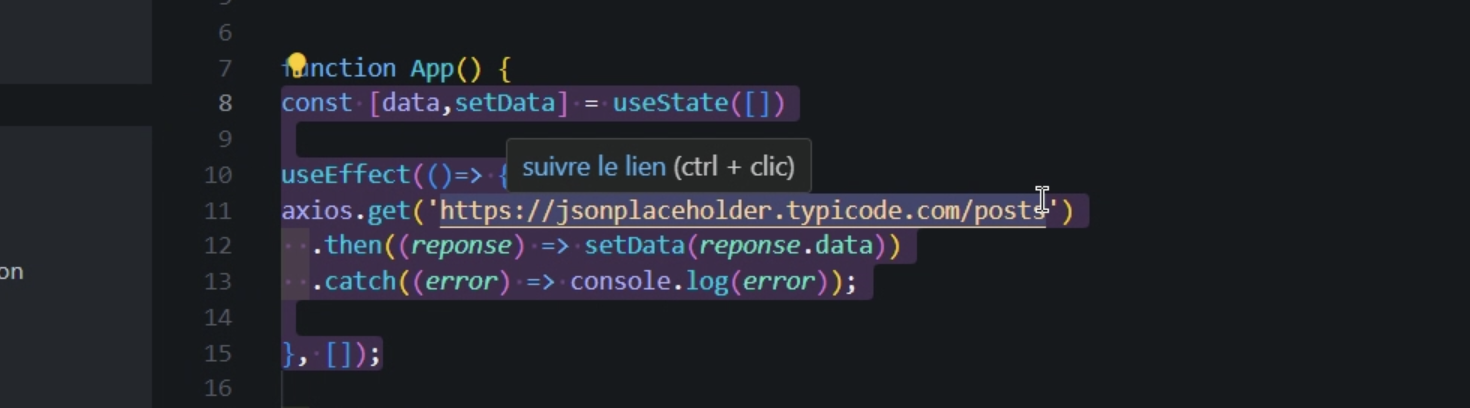 6
7 function App() {
8 const [data,setData] = useState([])
9
suivre le lien (ctrl + clic)
10 useEffect(()=> {
11 axios.get('https://jsonplaceholder.typicode.com/posts')
12 .then((reponse) => setData(reponse.data))
on
13 .catch((error) => console.log(error));
14
15 }, []);
16